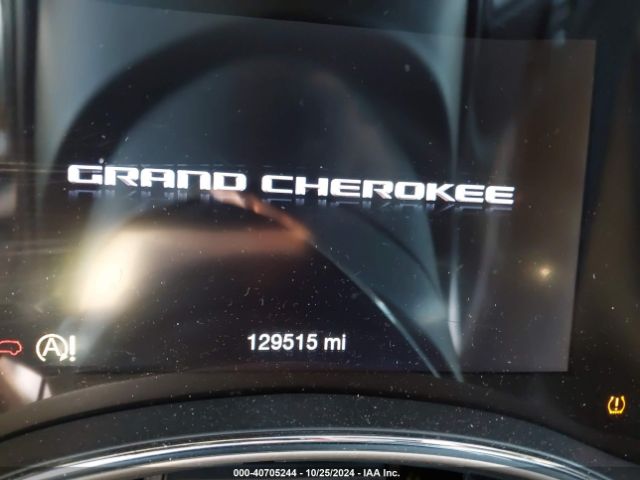 GRAND CHEROKEE
129515 mi
A!
000-40705244 - 10/25/2024 - IAA Inc.